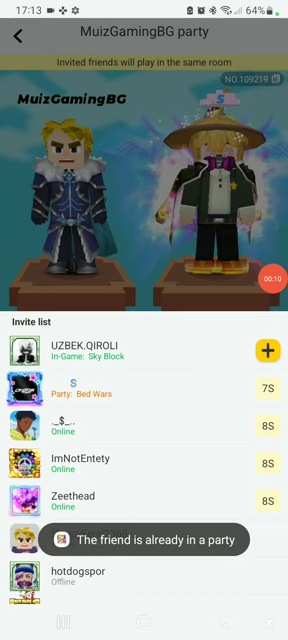 17:13
64%
MuizGamingBG party
Invited friends will play in the same room
NO.109219
MuizGamingBG
S
00:10
Invite list
UZBEK.QIROLI
In-Game: Sky Block
S
Party: Bed Wars
7S
._$_..
Online
8S
ImNotEntety
Online
8S
Zeethead
Online
8S
The friend is already in a party
hotdogspor
Offline